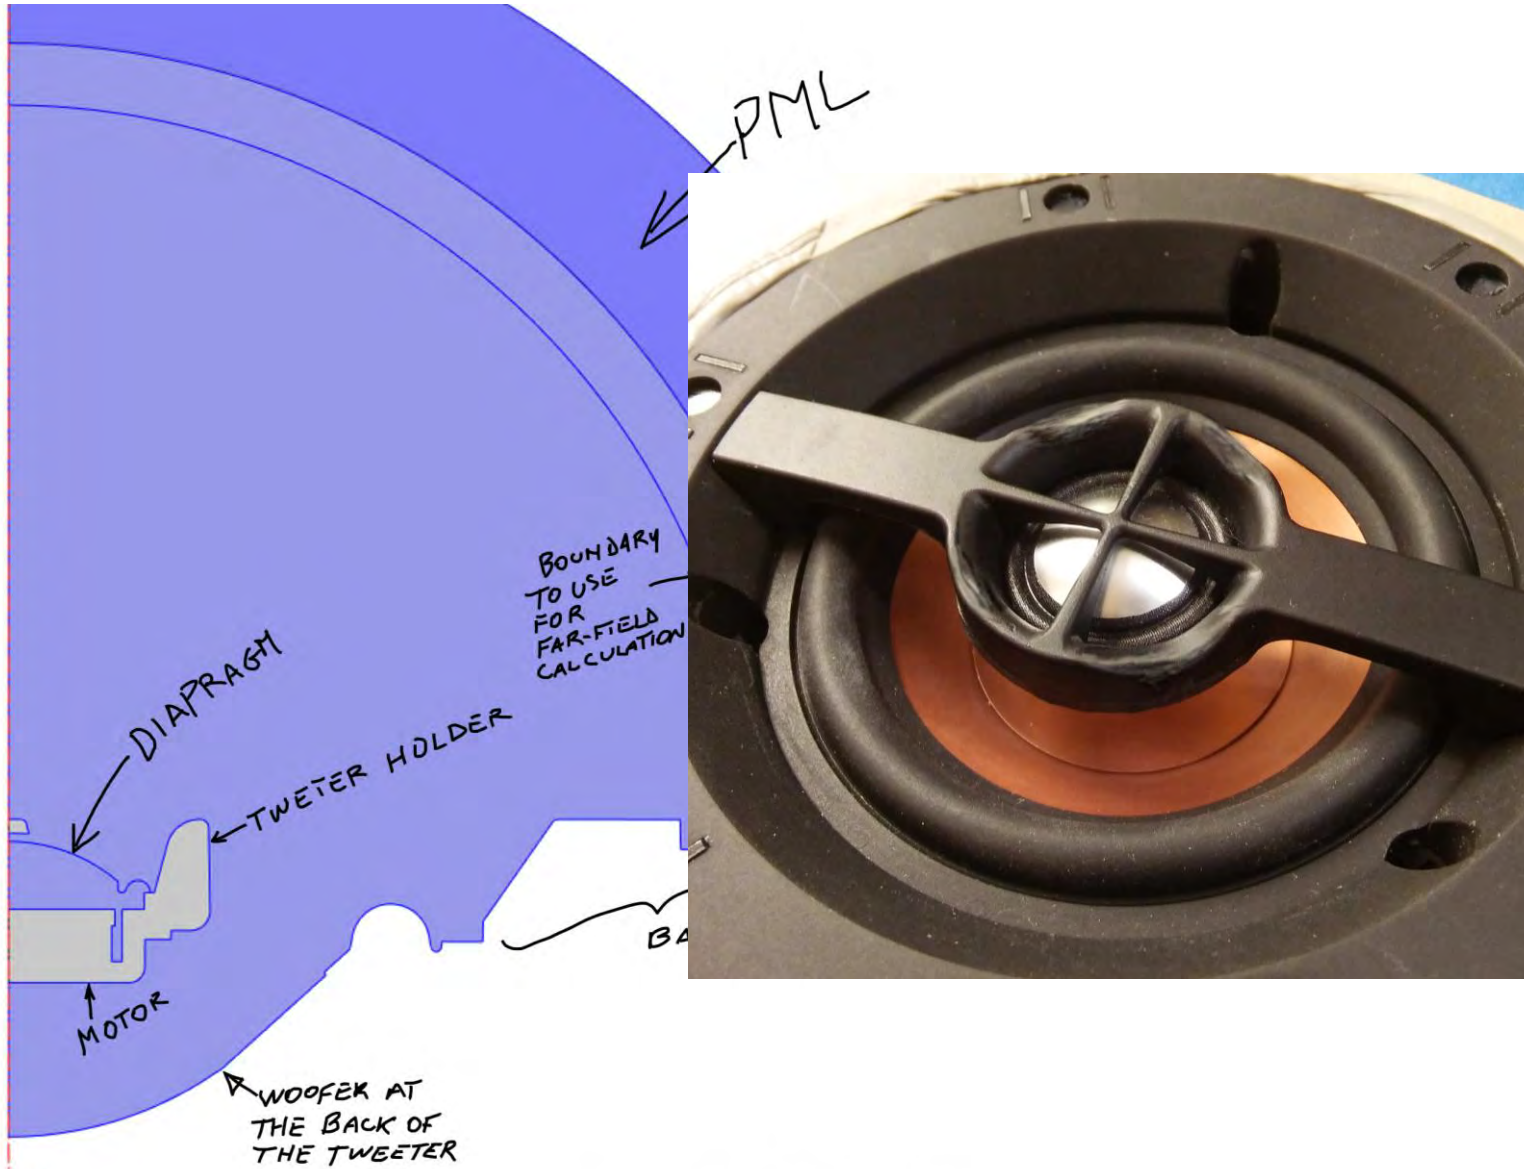 PML
BOUNDARY
TO USE
FOR
FAR-FIELD
CALCULATION
DIAPRAGM
TWETER HOLDER
BA
MOTOR
WOOFER AT
THE BACK OF
THE TWEETER